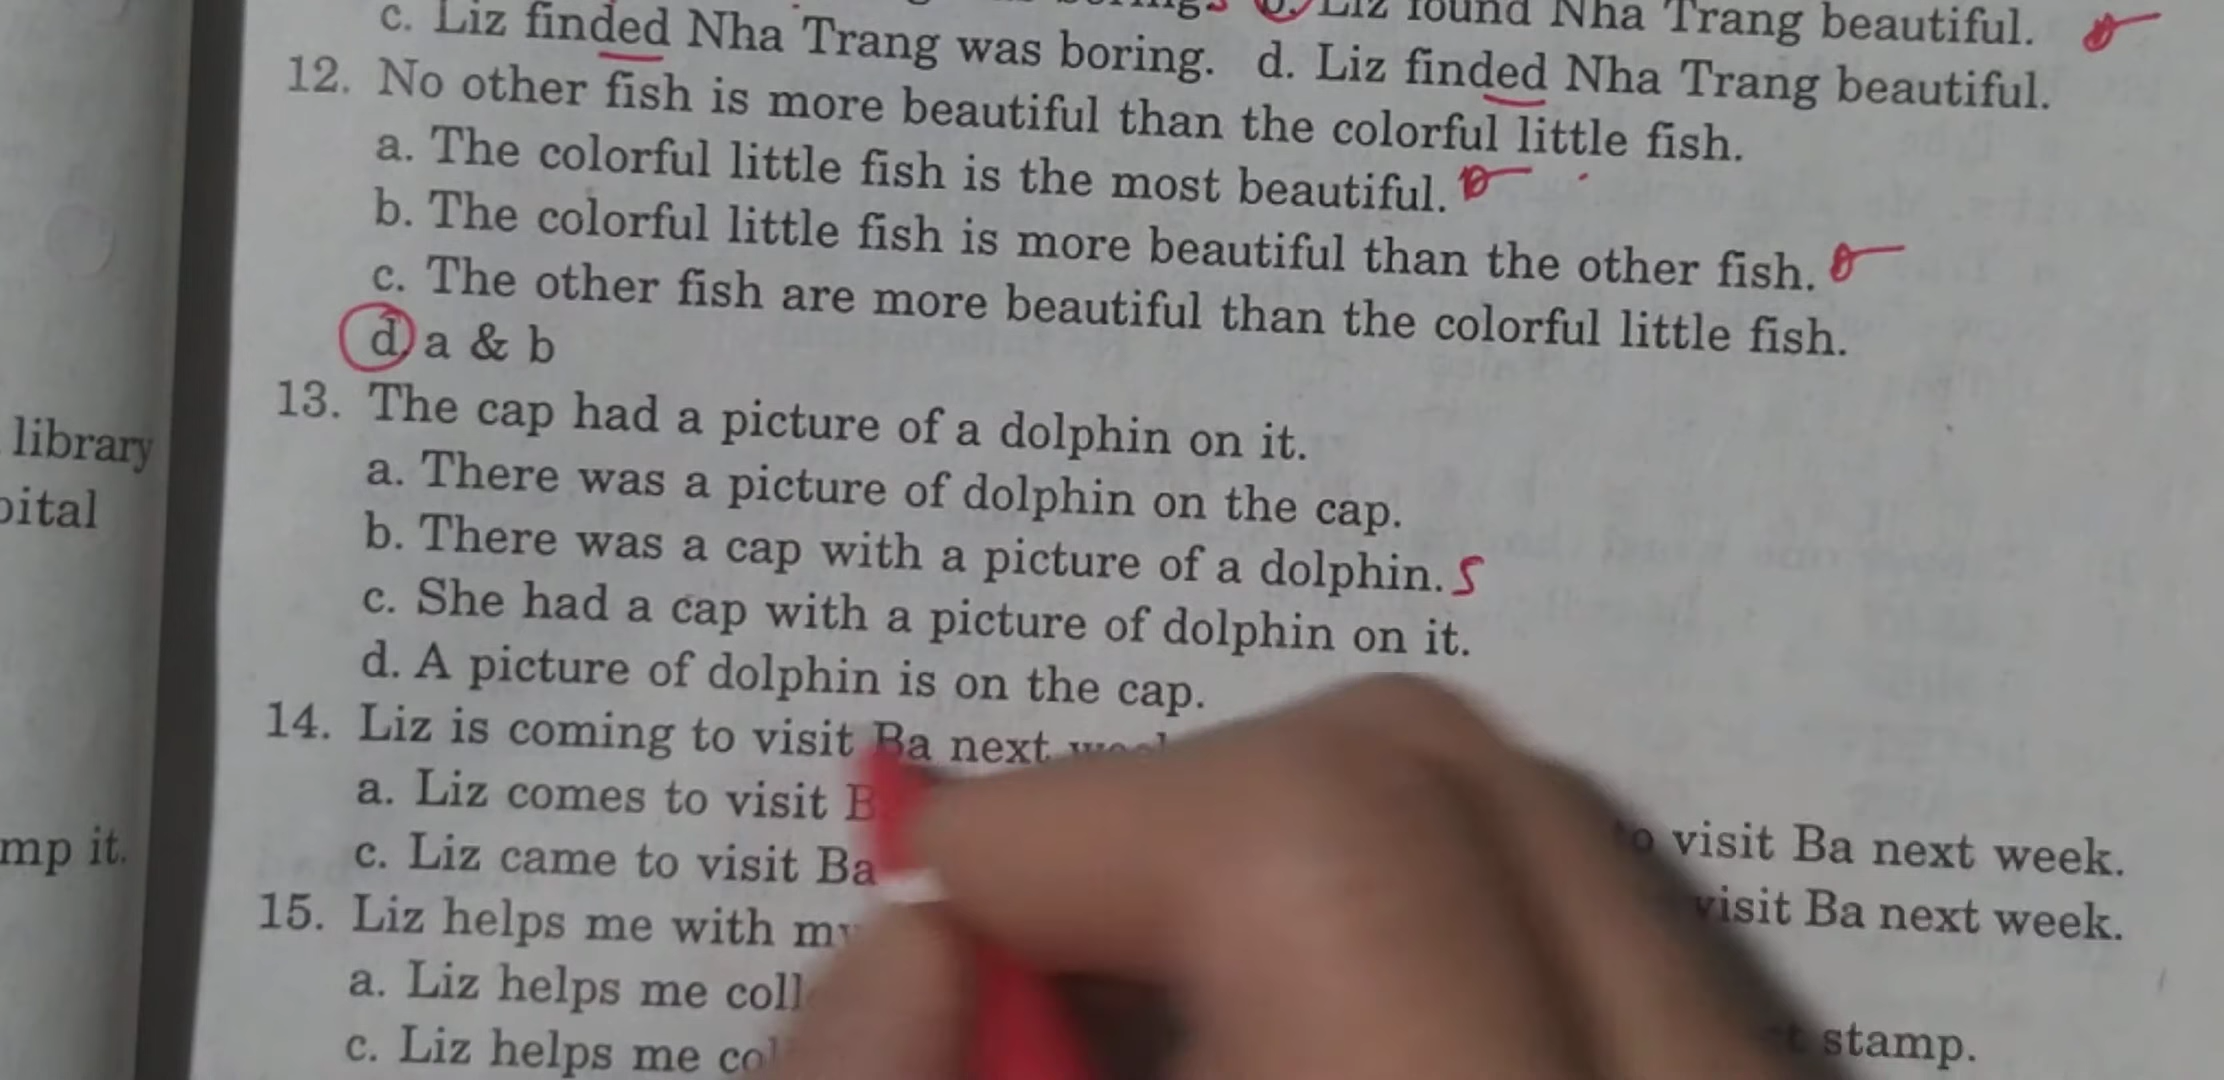 c. Liz finded Nha Trang was boring. d. Liz found Nha Trang beautiful.
d. Liz finded Nha Trang beautiful.
12. No other fish is more beautiful than the colorful little fish.
a. The colorful little fish is the most beautiful.
b. The colorful little fish is more beautiful than the other fish.
c. The other fish are more beautiful than the colorful little fish.
d. a & b
13. The cap had a picture of a dolphin on it.
a. There was a picture of dolphin on the cap.
b. There was a cap with a picture of a dolphin. S
c. She had a cap with a picture of dolphin on it.
d. A picture of dolphin is on the cap.
14. Liz is coming to visit Ba next
a. Liz comes to visit visit Ba next week.
c. Liz came to visit Ba visit Ba next week.
15. Liz helps me with
a. Liz helps me
c. Liz helps me stamp.
library
mp it.